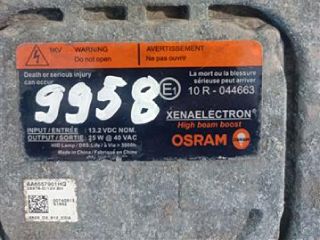 1KV WARNING
Do not open
AVERTISSEMENT
Ne pas ouvrir
Death or serious injury
can occur
La mort ou la blessure
sérieuse peut arriver
E1 10 R - 044663
9958
XENAELECTRON®
High beam boost
OSRAM
INPUT / ENTRÉE : 13.2 VDC NOM.
OUTPUT / SORTIE : 25 W @ 40 VAC
Made in China / Fabriqué en China